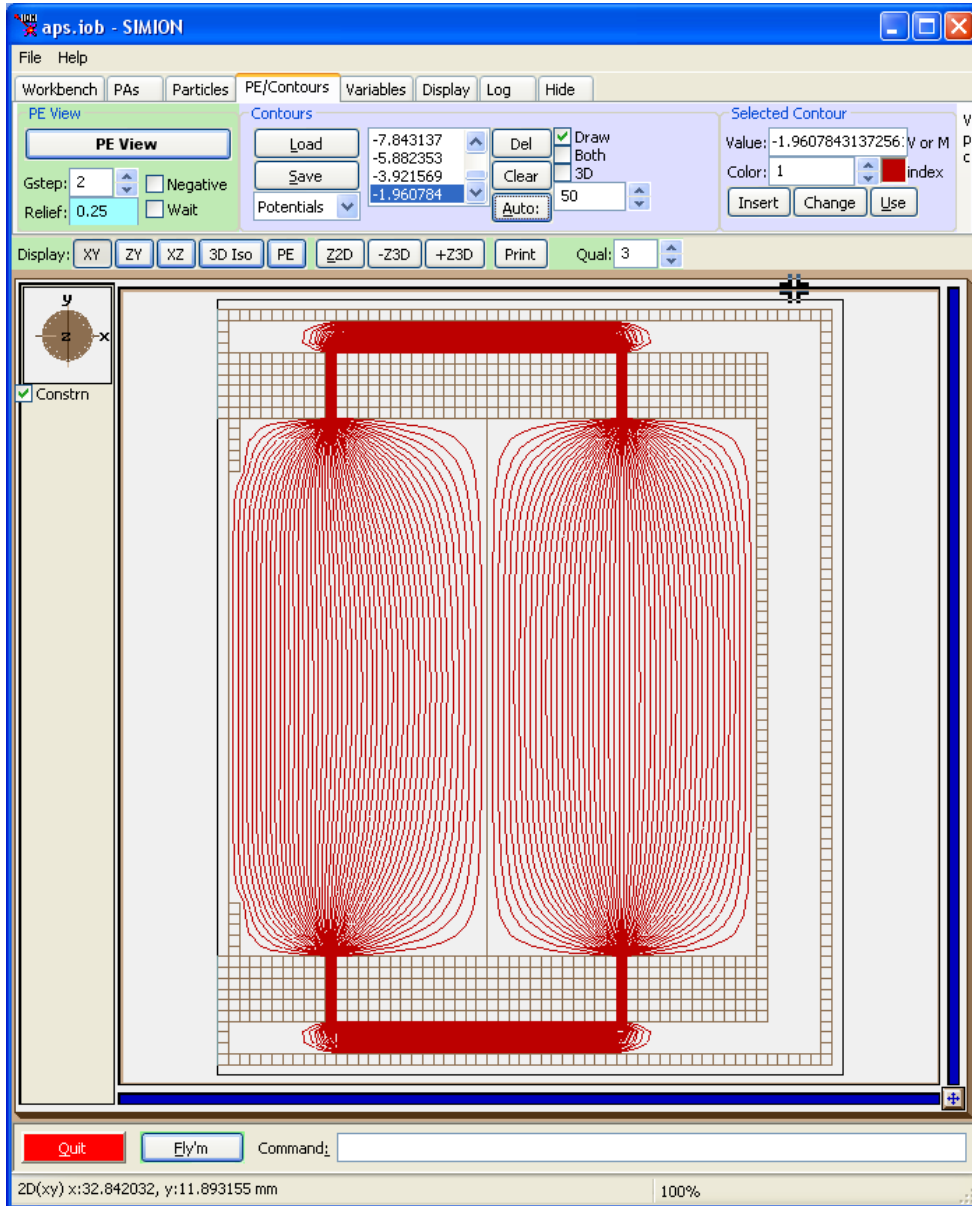 aps.iob - SIMION
File Help
Workbench PAs Particles PE/Contours Variables Display Log Hide
PE View
PE View
Gstep: 2 Negative
Relief: 0.25 Wait
Contours
Load
Save
Potentials
-7.843137
-5.882353
-3.921569
-1.960784
Del
Clear
Auto:
Draw
Both
3D
50
Selected Contour
Value: -1.9607843137256: V or M
Color: 1 index
Insert Change Use
Display: XY ZY XZ 3D Iso PE Z2D -Z3D +Z3D Print Qual: 3
y
z x
Constrn
Quit Fly'm Command:
2D(xy) x:32.842032, y:11.893155 mm 100%